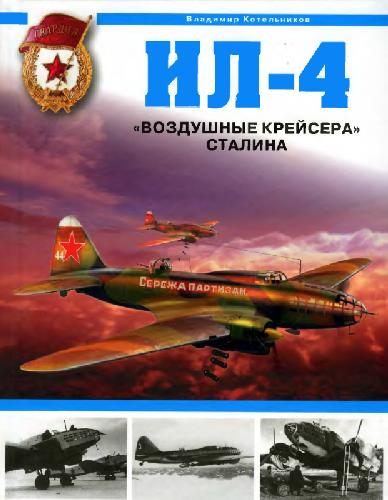 Владимир Котельников
ГВАРДИЯ
ИЛ-4
«ВОЗДУШНЫЕ КРЕЙСЕРА»
СТАЛИНА
44
СЕРЕЖА ПАРТИЗАН.